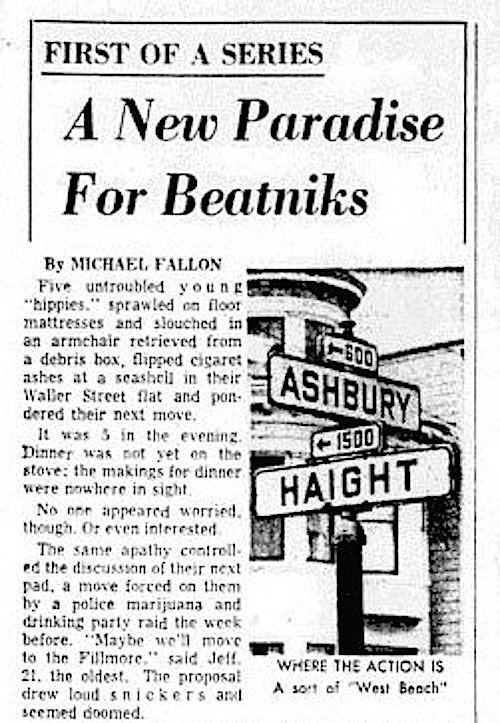 FIRST OF A SERIES
A New Paradise
For Beatniks
By MICHAEL FALLON
Five untroubled young
"hippies," sprawled on floor
mattresses and slouched in
an armchair retrieved from
a debris box, flipped cigaret
ashes at a seashell in their
Waller Street flat and pon-
dered their next move.
It was 5 in the evening.
Dinner was not yet on the
stove; the makings for dinner
were nowhere in sight.
No one appeared worried,
though. Or even interested.
The same apathy controll-
ed the discussion of their next
pad, a move forced on them
by a police marijuana and
drinking party raid the week
before. "Maybe we'll move
to the Fillmore," said Jeff,
21, the oldest. The proposal
drew loud snickers and
seemed doomed.
←600
ASHBURY
←1500
HAIGHT
WHERE THE ACTION IS
A sort of "West Beach"